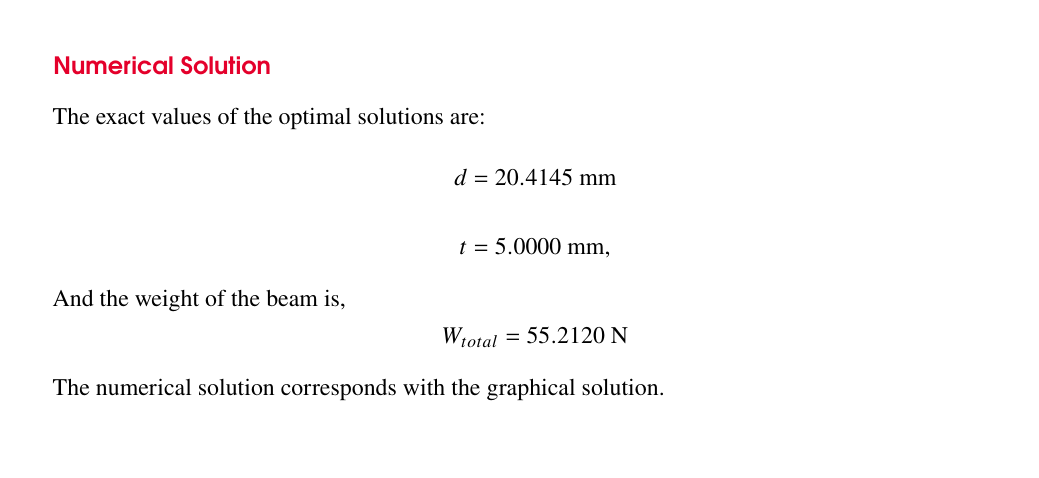 Numerical Solution
The exact values of the optimal solutions are:
d = 20.4145 mm
t = 5.0000 mm,
And the weight of the beam is,
W_{total} = 55.2120 N
The numerical solution corresponds with the graphical solution.